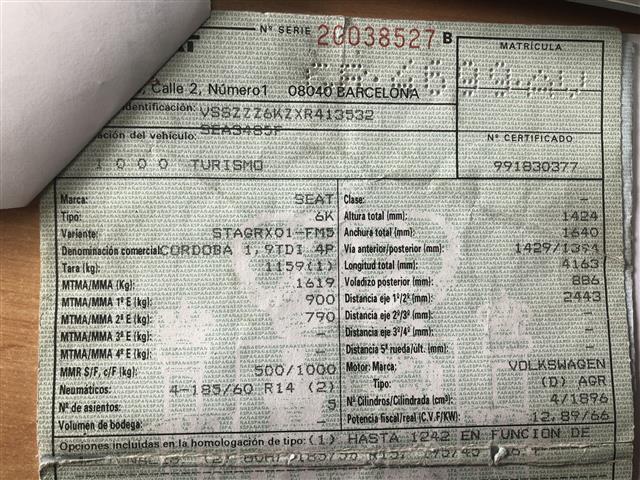 Nº SERIE 20038527 B
MATRÍCULA
, Calle 2, Número1 08040 BARCELONA
identificación: VSSZZZ6KZXR413532
SEA3485F
ación del vehículo:
Nº CERTIFICADO
1000 TURISMO
991830377
Marca: SEAT
Tipo: 6K
Variante: STAGRX01-FM5
Denominación comercial: CORDOBA 1,9TDI 4P
Tara (kg): 1159(1)
MTMA/MMA (Kg): 1619
MTMA/MMA 1º E (kg): 900
MTMA/MMA 2º E (kg): 790
MTMA/MMA 3ª E (kg): -
MTMA/MMA 4ª E (kg): -
MMR S/F, c/F (kg): 500/1000
Neumáticos: 4-185/60 R14 (2)
Nº de asientos: 5
Volumen de bodega: -
Clase: -
Altura total (mm): 1424
Anchura total (mm): 1640
Via anterior/posterior (mm): 1429/1394
Longitud total (mm): 4163
Voladizo posterior (mm): 886
Distancia eje 1º/2º (mm): 2443
Distancia eje 2º/3º (mm): -
Distancia eje 3º/4º (mm): -
Distancia 5ª rueda/últ. (mm): -
Motor: Marca: VOLKSWAGEN
Tipo: (D) AGR
Nº Cilindros/Cilindrada (cm³): 4/1896
Potencia fiscal/real (C.V.F/KW): 12,89/66
Opciones incluidas en la homologación de tipo: (1) HASTA 1242 EN FUNCION DE